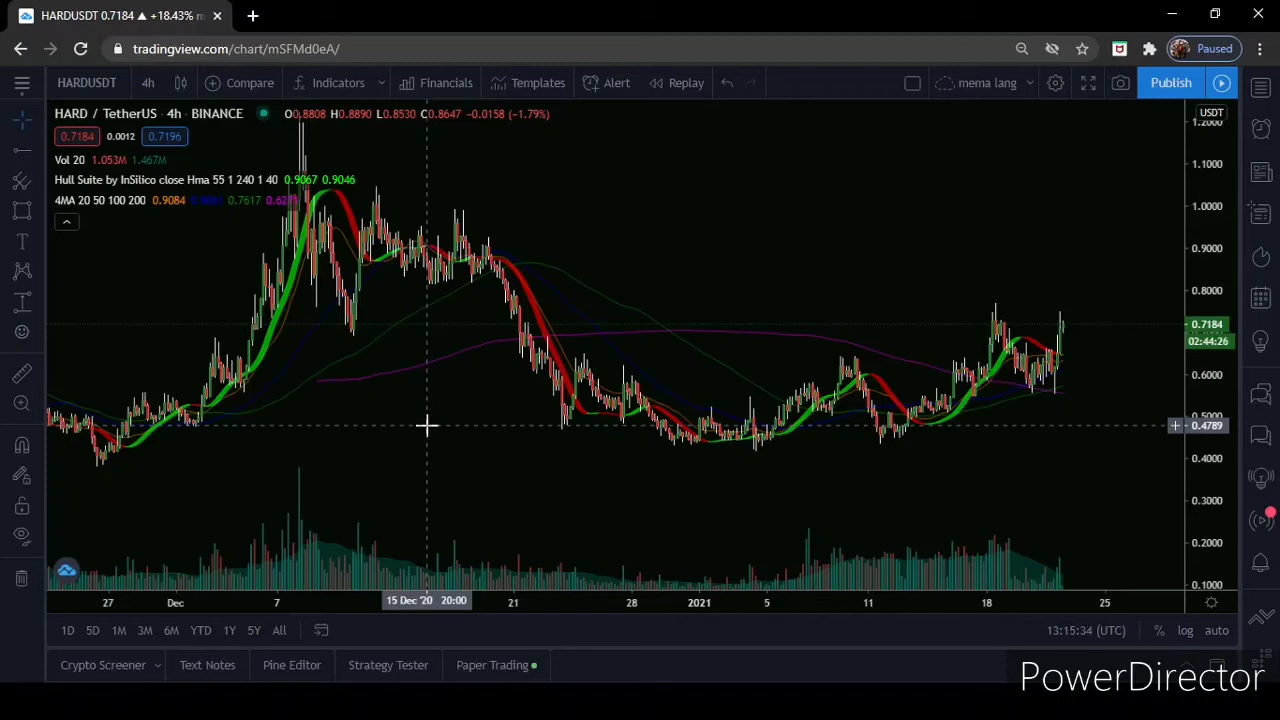 HARDUSDT 0.7184 ▲ +18.43% m
tradingview.com/chart/mSFMd0eA/
Paused
HARDUSDT 4h Compare Indicators Financials Templates Alert Replay mema lang Publish
HARD / TetherUS · 4h · BINANCE O0.8808 H0.8890 L0.8530 C0.8647 −0.0158 (−1.79%)
0.7184 0.0012 0.7196
Vol 20 1.053M 1.467M
Hull Suite by InSilico close Hma 55 1 240 1 40 0.9067 0.9046
4MA 20 50 100 200 0.9084 0.7617
USDT
1.2000
1.1000
1.0000
0.9000
0.8000
0.7184
02:44:26
0.6000
0.5000
0.4789
0.4000
0.3000
0.2000
0.1000
27 Dec 7 15 Dec '20 20:00 21 28 2021 5 11 18 25
1D 5D 1M 3M 6M YTD 1Y 5Y All 13:15:34 (UTC) % log auto
Crypto Screener Text Notes Pine Editor Strategy Tester Paper Trading
PowerDirector